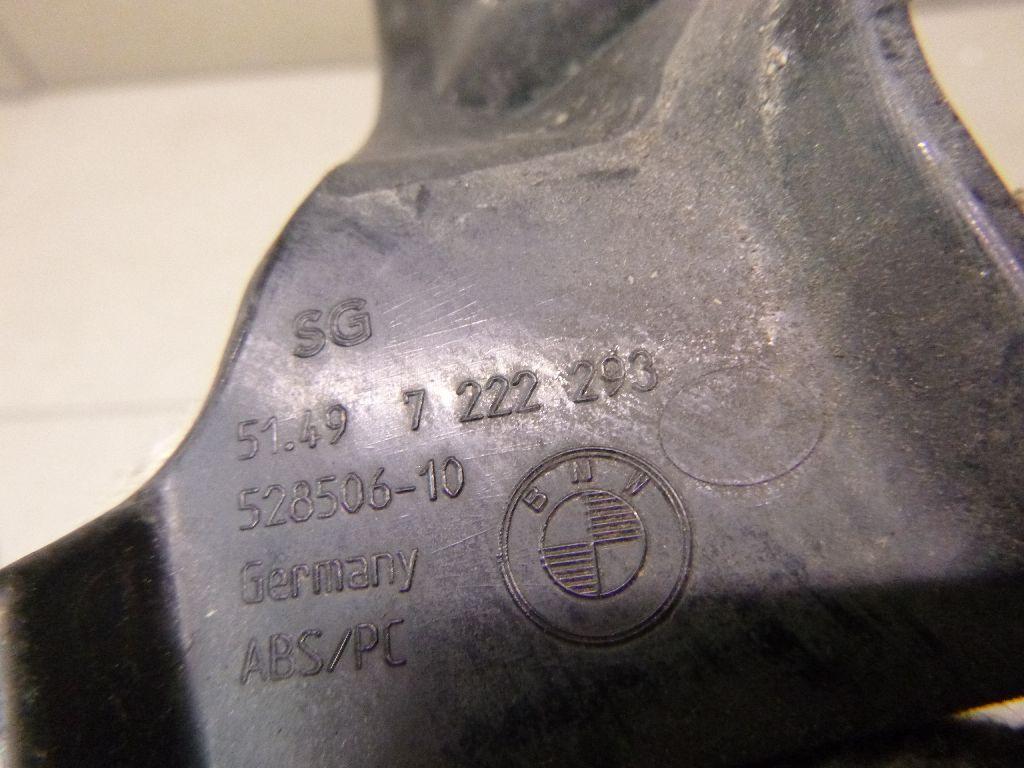 SG
51.49 7 222 293
528506-10
BMW
Germany
ABS/PC